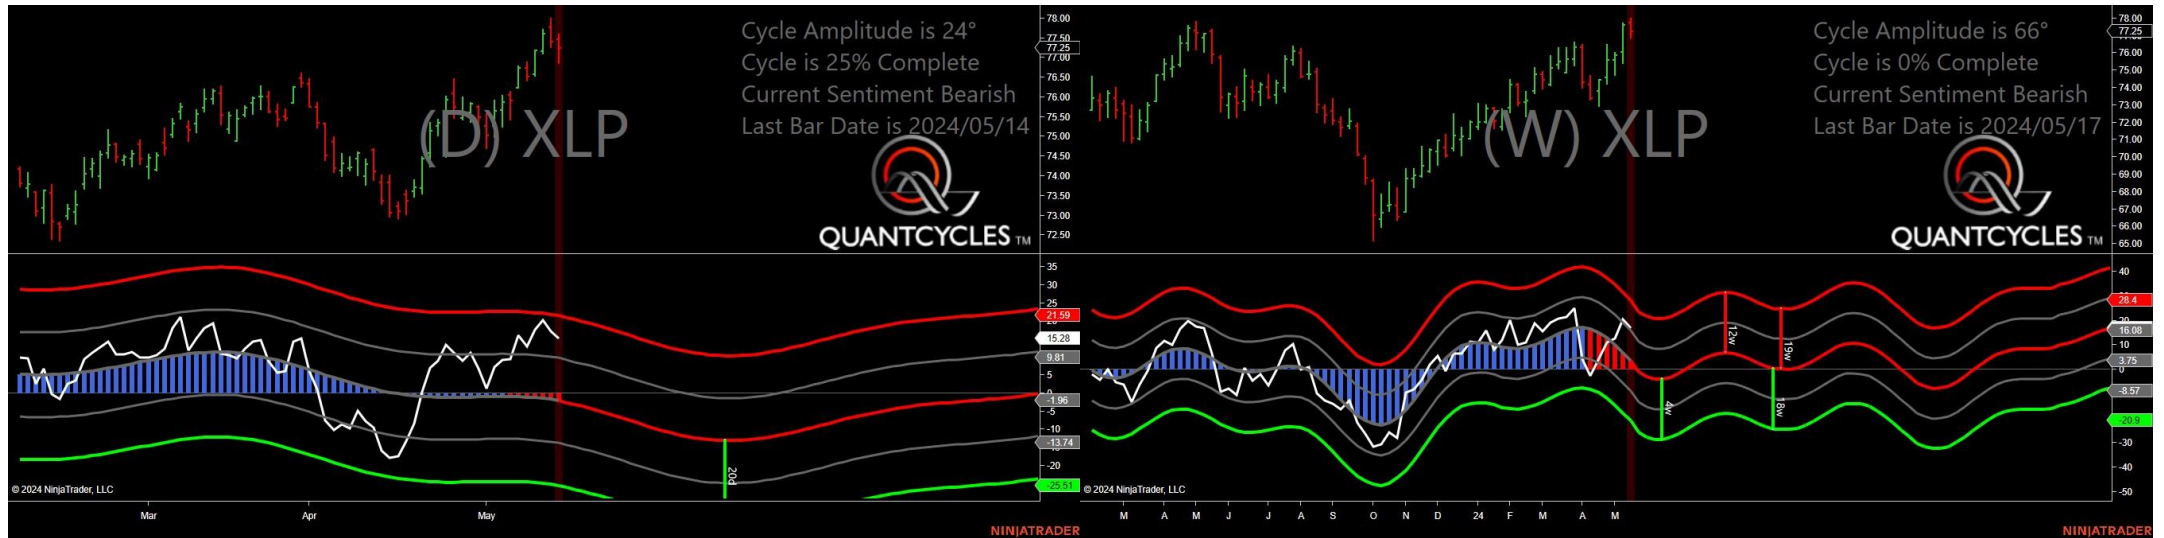 Cycle Amplitude is 24°
Cycle is 25% Complete
Current Sentiment Bearish
Last Bar Date is 2024/05/14
(D) XLP
QUANTCYCLES TM
78.00
77.50
77.25
77.00
76.50
76.00
75.50
75.00
74.50
74.00
73.50
73.00
72.50
35
30
25
21.59
15.28
9.81
5
0
-1.96
-5
-10
-13.74
-20
-25.51
20d
© 2024 NinjaTrader, LLC
Mar
Apr
May
NINJATRADER
Cycle Amplitude is 66°
Cycle is 0% Complete
Current Sentiment Bearish
Last Bar Date is 2024/05/17
(W) XLP
QUANTCYCLES TM
78.00
77.25
76.00
75.00
74.00
73.00
72.00
71.00
70.00
69.00
68.00
67.00
66.00
65.00
40
28.4
16.08
10
3.75
0
-8.57
-20.9
-30
-40
-50
12w
19w
4w
18w
© 2024 NinjaTrader, LLC
M A M J J A S O N D 24 F M A M
NINJATRADER